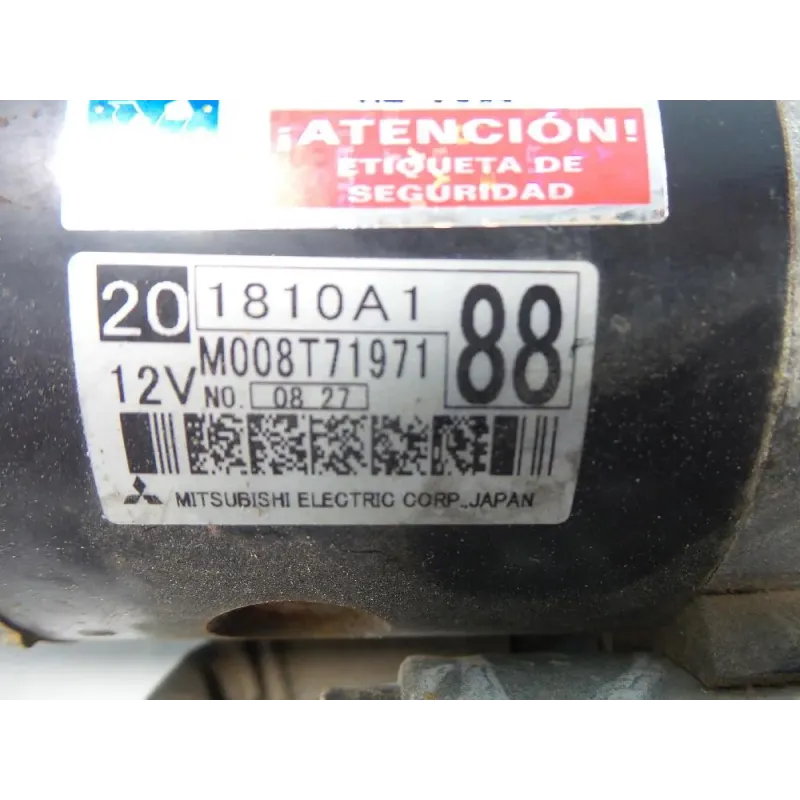 ¡ATENCIÓN!
ETIQUETA DE
SEGURIDAD
20 1810A1 88
12V M008T71971
NO. 08 27
MITSUBISHI ELECTRIC CORP.,JAPAN